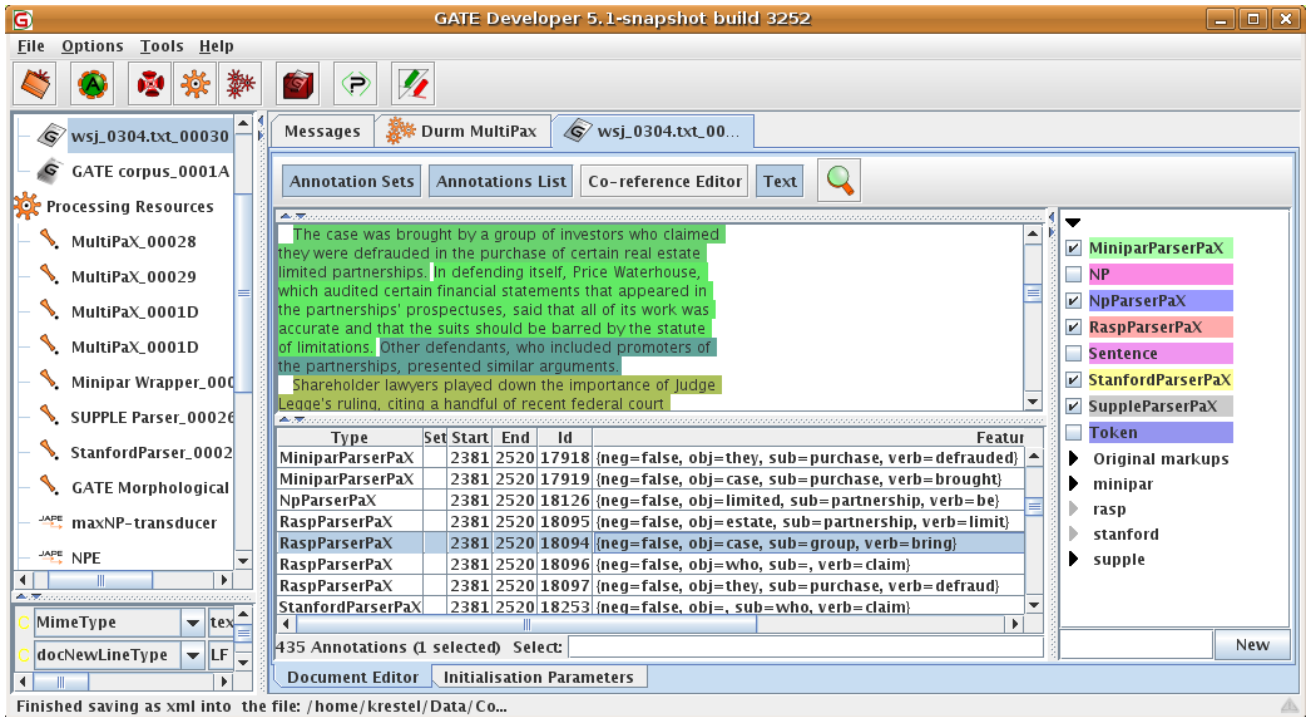 GATE Developer 5.1-snapshot build 3252
File Options Tools Help
wsj_0304.txt_00030
GATE corpus_0001A
Processing Resources
MultiPaX_00028
MultiPaX_00029
MultiPaX_0001D
MultiPaX_0001D
Minipar Wrapper_000
SUPPLE Parser_00026
StanfordParser_0002
GATE Morphological
JAPE maxNP-transducer
JAPE NPE
C MimeType tex
C docNewLineType LF
Messages Durm MultiPax wsj_0304.txt_00...
Annotation Sets Annotations List Co-reference Editor Text
The case was brought by a group of investors who claimed
they were defrauded in the purchase of certain real estate
limited partnerships. In defending itself, Price Waterhouse,
which audited certain financial statements that appeared in
the partnerships' prospectuses, said that all of its work was
accurate and that the suits should be barred by the statute
of limitations. Other defendants, who included promoters of
the partnerships, presented similar arguments.
Shareholder lawyers played down the importance of Judge
Legge's ruling, citing a handful of recent federal court
Type Set Start End Id Featur
MiniparParserPaX 2381 2520 17918 {neg=false, obj=they, sub=purchase, verb=defrauded}
MiniparParserPaX 2381 2520 17919 {neg=false, obj=case, sub=purchase, verb=brought}
NpParserPaX 2381 2520 18126 {neg=false, obj=limited, sub=partnership, verb=be}
RaspParserPaX 2381 2520 18095 {neg=false, obj=estate, sub=partnership, verb=limit}
RaspParserPaX 2381 2520 18094 {neg=false, obj=case, sub=group, verb=bring}
RaspParserPaX 2381 2520 18096 {neg=false, obj=who, sub=, verb=claim}
RaspParserPaX 2381 2520 18097 {neg=false, obj=they, sub=purchase, verb=defraud}
StanfordParserPaX 2381 2520 18253 {neg=false, obj=, sub=who, verb=claim}
435 Annotations (1 selected) Select:
Document Editor Initialisation Parameters
MiniparParserPaX
NP
NpParserPaX
RaspParserPaX
Sentence
StanfordParserPaX
SuppleParserPaX
Token
Original markups
minipar
rasp
stanford
supple
New
Finished saving as xml into the file: /home/krestel/Data/Co...